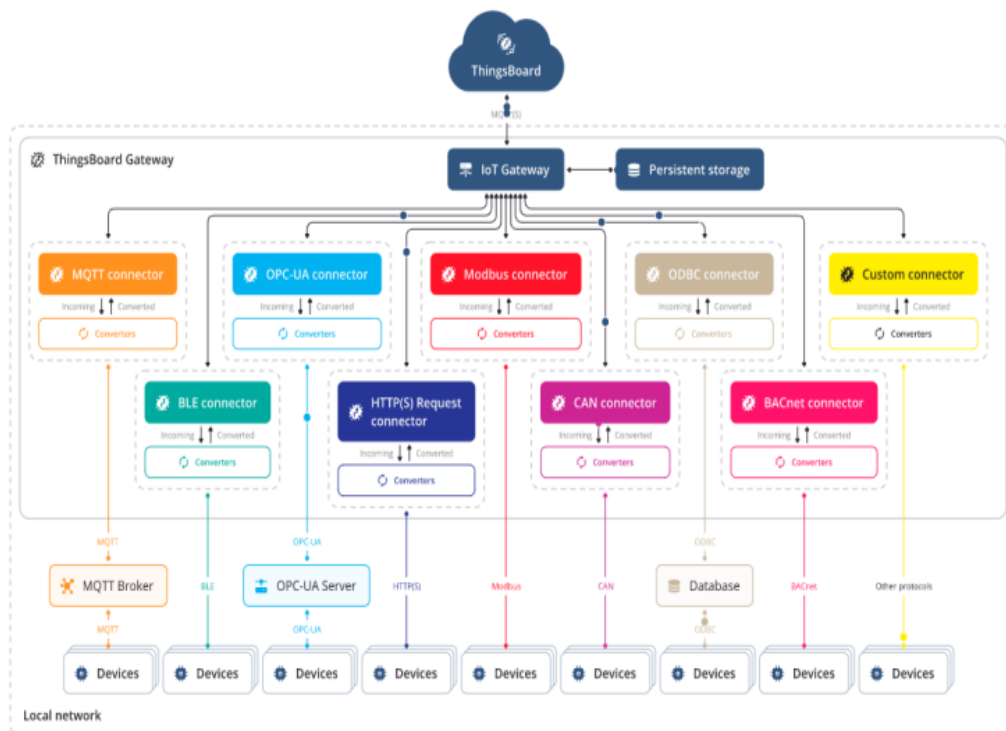 ThingsBoard
MQTT(S)
ThingsBoard Gateway
IoT Gateway
Persistent storage
MQTT connector
Incoming Converted
Converters
OPC-UA connector
Incoming Converted
Converters
Modbus connector
Incoming Converted
Converters
ODBC connector
Incoming Converted
Converters
Custom connector
Incoming Converted
Converters
BLE connector
Incoming Converted
Converters
HTTP(S) Request
connector
Incoming Converted
Converters
CAN connector
Incoming Converted
Converters
BACnet connector
Incoming Converted
Converters
MQTT
OPC-UA
ODBC
MQTT Broker
BLE
OPC-UA Server
HTTP(S)
Modbus
CAN
Database
BACnet
Other protocols
MQTT
OPC-UA
ODBC
Devices
Devices
Devices
Devices
Devices
Devices
Devices
Devices
Devices
Local network